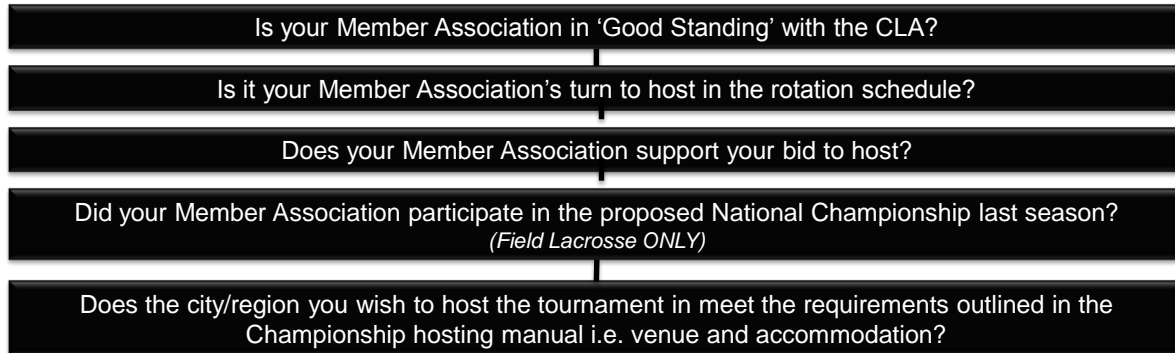 Is your Member Association in ‘Good Standing’ with the CLA?
Is it your Member Association’s turn to host in the rotation schedule?
Does your Member Association support your bid to host?
Did your Member Association participate in the proposed National Championship last season?
(Field Lacrosse ONLY)
Does the city/region you wish to host the tournament in meet the requirements outlined in the
Championship hosting manual i.e. venue and accommodation?